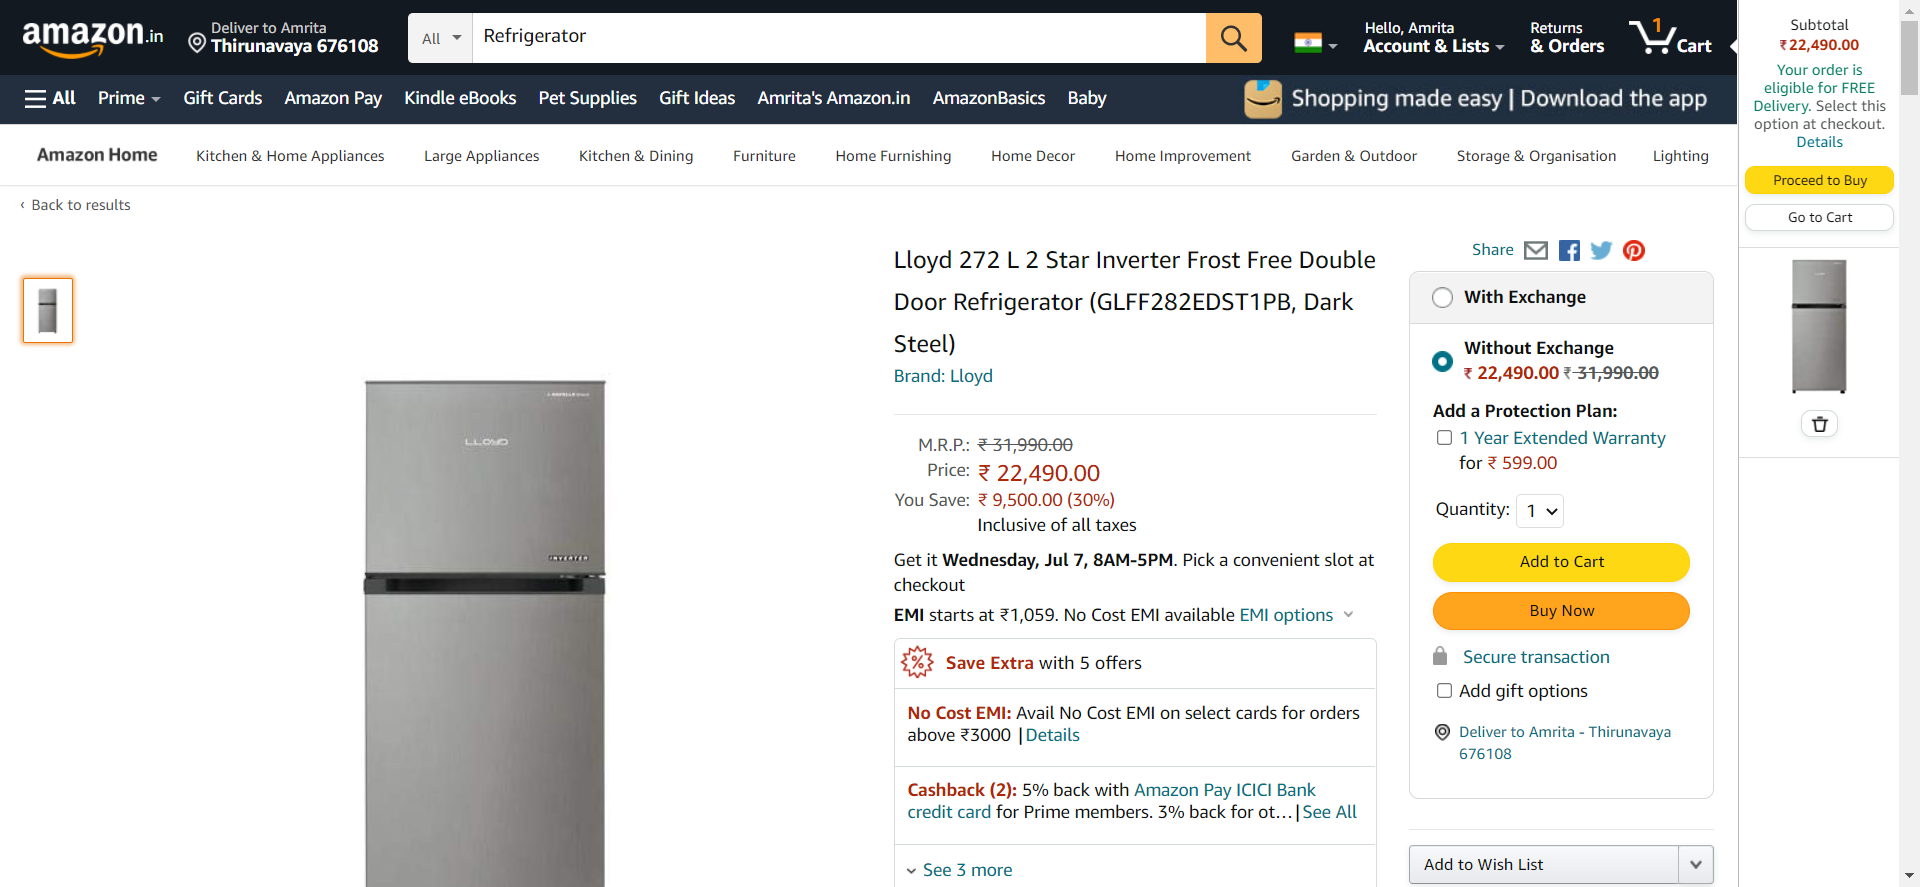 amazon.in
Deliver to Amrita
Thirunavaya 676108
All
Refrigerator
Hello, Amrita
Account & Lists
Returns
& Orders
1
Cart
All
Prime
Gift Cards
Amazon Pay
Kindle eBooks
Pet Supplies
Gift Ideas
Amrita's Amazon.in
AmazonBasics
Baby
Shopping made easy | Download the app
Amazon Home
Kitchen & Home Appliances
Large Appliances
Kitchen & Dining
Furniture
Home Furnishing
Home Decor
Home Improvement
Garden & Outdoor
Storage & Organisation
Lighting
‹ Back to results
LLOYD
INVERTER
Lloyd 272 L 2 Star Inverter Frost Free Double
Door Refrigerator (GLFF282EDST1PB, Dark
Steel)
Brand: Lloyd
M.R.P.: ₹ 31,990.00
Price: ₹ 22,490.00
You Save: ₹ 9,500.00 (30%)
Inclusive of all taxes
Get it Wednesday, Jul 7, 8AM-5PM. Pick a convenient slot at
checkout
EMI starts at ₹1,059. No Cost EMI available EMI options
Save Extra with 5 offers
No Cost EMI: Avail No Cost EMI on select cards for orders
above ₹3000 | Details
Cashback (2): 5% back with Amazon Pay ICICI Bank
credit card for Prime members. 3% back for ot… | See All
See 3 more
Share
With Exchange
Without Exchange
₹ 22,490.00 ₹ 31,990.00
Add a Protection Plan:
1 Year Extended Warranty
for ₹ 599.00
Quantity: 1
Add to Cart
Buy Now
Secure transaction
Add gift options
Deliver to Amrita - Thirunavaya
676108
Add to Wish List
Subtotal
₹22,490.00
Your order is
eligible for FREE
Delivery. Select this
option at checkout.
Details
Proceed to Buy
Go to Cart